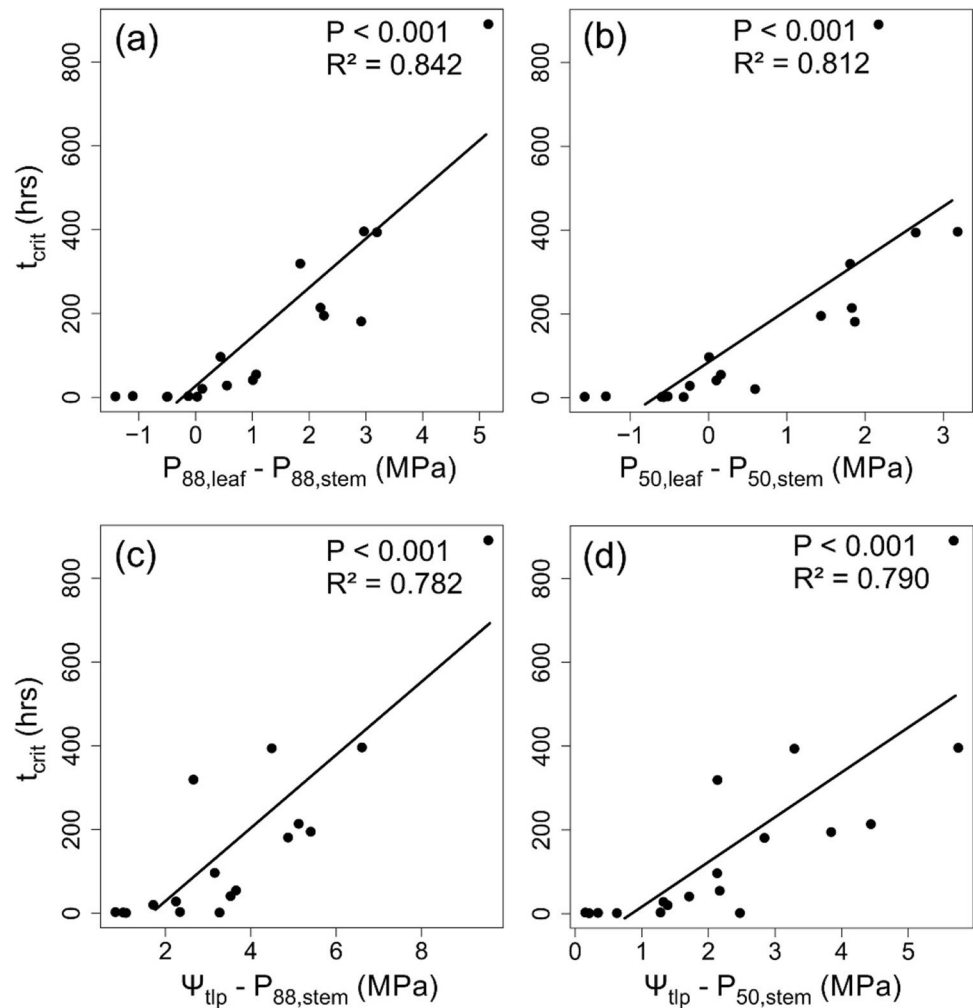 (a)
P < 0.001
R² = 0.842
(b)
P < 0.001
R² = 0.812
t_crit (hrs)
0 200 400 600 800
−1 0 1 2 3 4 5
P_88,leaf - P_88,stem (MPa)
−1 0 1 2 3
P_50,leaf - P_50,stem (MPa)
(c)
P < 0.001
R² = 0.782
(d)
P < 0.001
R² = 0.790
t_crit (hrs)
0 200 400 600 800
0 200 400 600 800
0 200 400 600 800
2 4 6 8
Ψ_tlp - P_88,stem (MPa)
0 1 2 3 4 5
Ψ_tlp - P_50,stem (MPa)